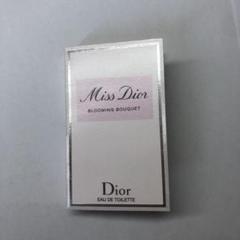 Miss Dior
BLOOMING BOUQUET
Dior
EAU DE TOILETTE